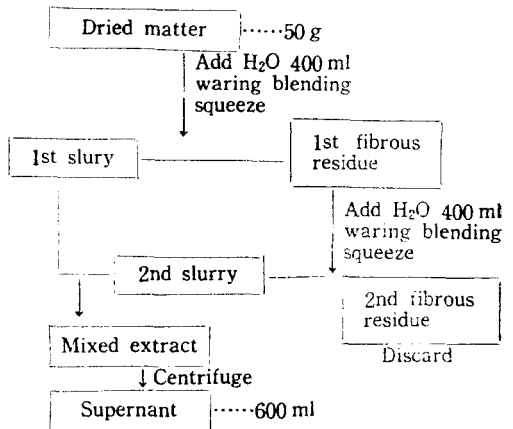 Dried matter ······50 g
Add H₂O 400 ml
waring blending
squeeze
1st slury
1st fibrous
residue
Add H₂O 400 ml
waring blending
squeeze
2nd slurry
2nd fibrous
residue
Discard
Mixed extract
Centrifuge
Supernant ······600 ml